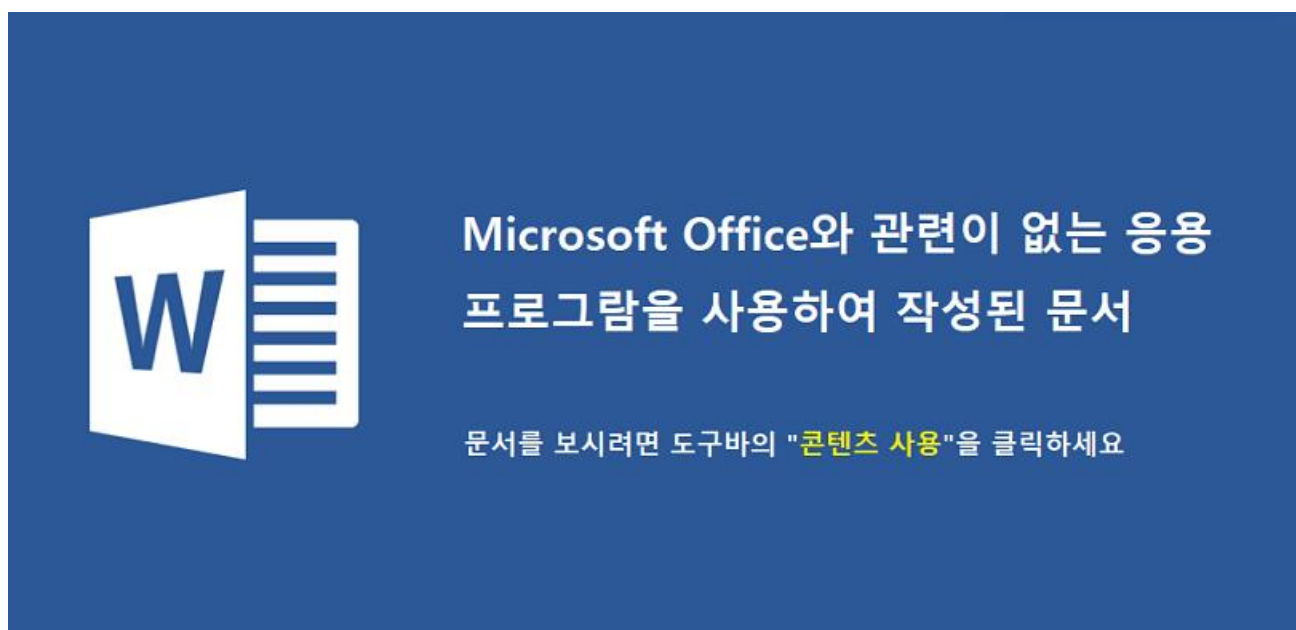 W
Microsoft Office와 관련이 없는 응용
프로그람을 사용하여 작성된 문서
문서를 보시려면 도구바의 "콘텐츠 사용"을 클릭하세요